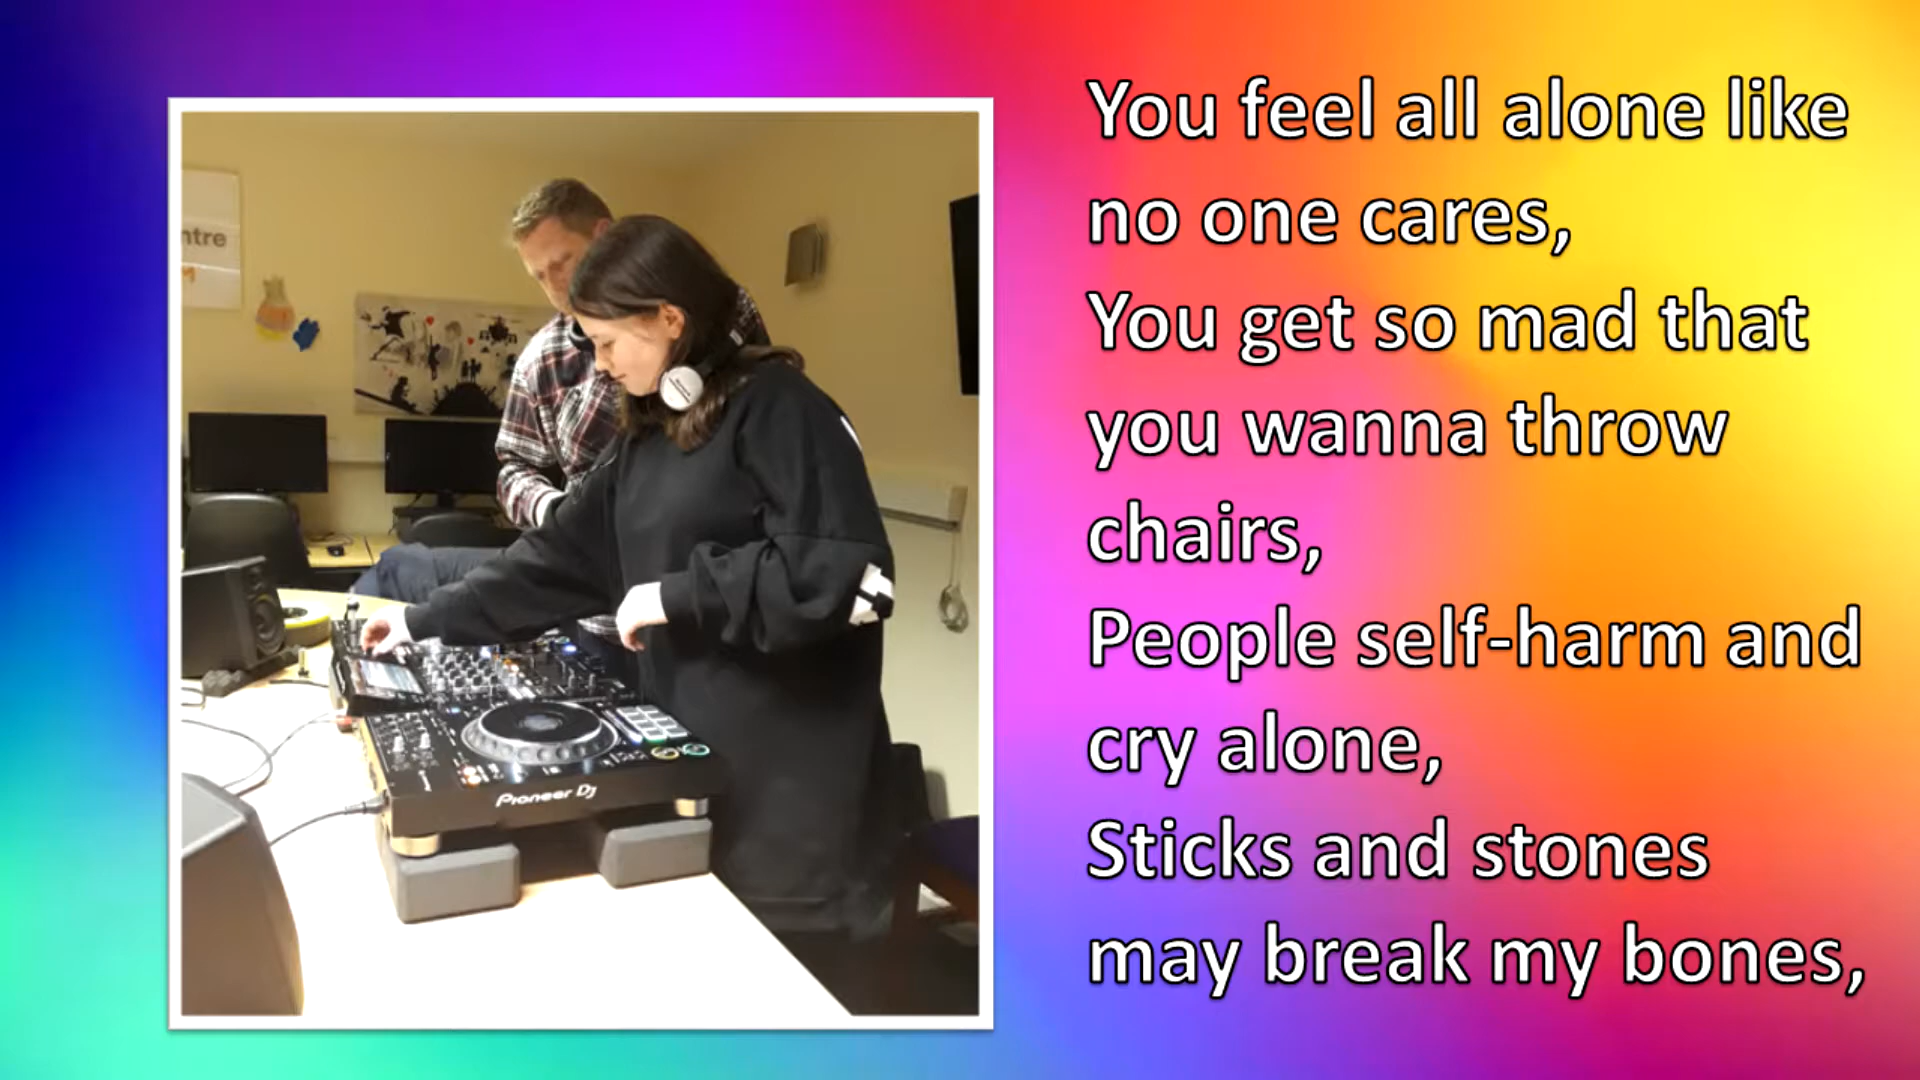 You feel all alone like
no one cares,
You get so mad that
you wanna throw
chairs,
People self-harm and
cry alone,
Sticks and stones
may break my bones,
ntre
Pioneer DJ